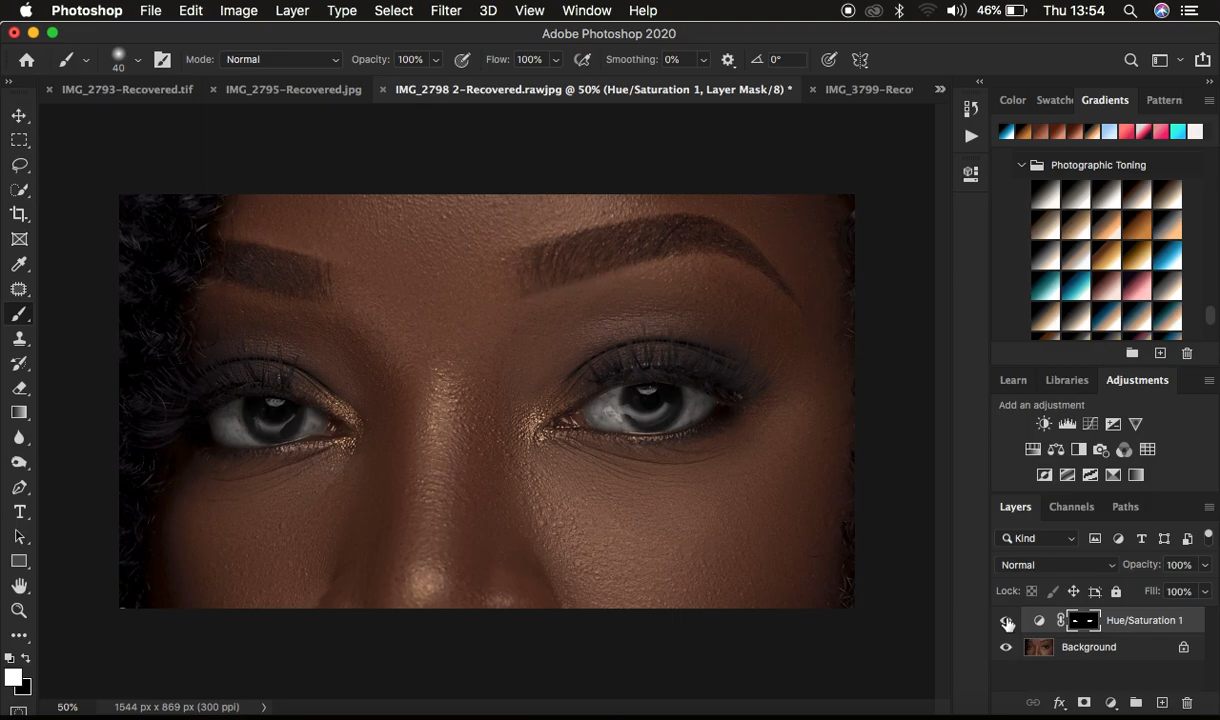 Photoshop File Edit Image Layer Type Select Filter 3D View Window Help 46% Thu 13:54
Adobe Photoshop 2020
40 Mode: Normal Opacity: 100% Flow: 100% Smoothing: 0% 0°
IMG_2793-Recovered.tif IMG_2795-Recovered.jpg IMG_2798 2-Recovered.rawjpg @ 50% (Hue/Saturation 1, Layer Mask/8) * IMG_3799-Reco
Color Swatche Gradients Pattern
Photographic Toning
Learn Libraries Adjustments
Add an adjustment
Layers Channels Paths
Kind
Normal Opacity: 100%
Lock: Fill: 100%
Hue/Saturation 1
Background
50% 1544 px x 869 px (300 ppi)
fx